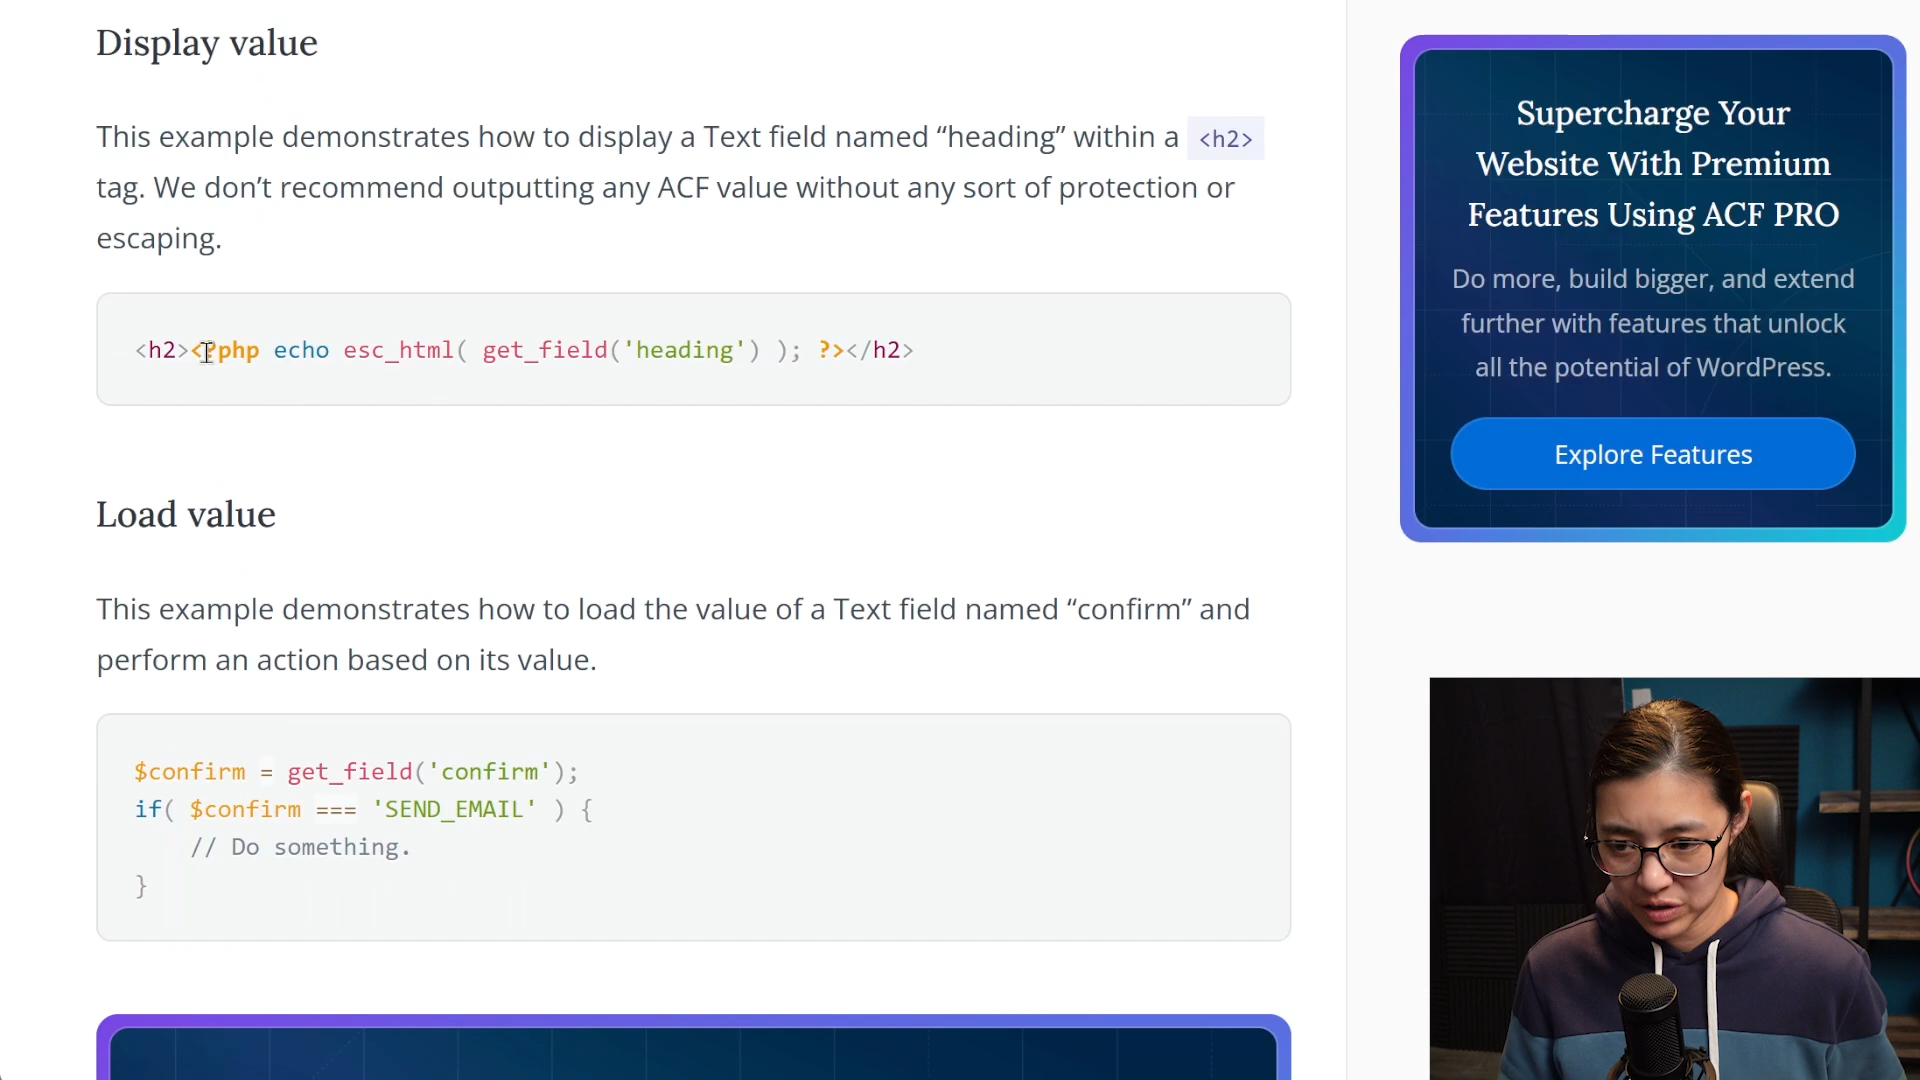 Display value
This example demonstrates how to display a Text field named “heading” within a <h2>
tag. We don’t recommend outputting any ACF value without any sort of protection or
escaping.
<h2><?php echo esc_html( get_field('heading') ); ?></h2>
Load value
This example demonstrates how to load the value of a Text field named “confirm” and
perform an action based on its value.
$confirm = get_field('confirm');
if( $confirm === 'SEND_EMAIL' ) {
// Do something.
}
Supercharge Your
Website With Premium
Features Using ACF PRO
Do more, build bigger, and extend
further with features that unlock
all the potential of WordPress.
Explore Features